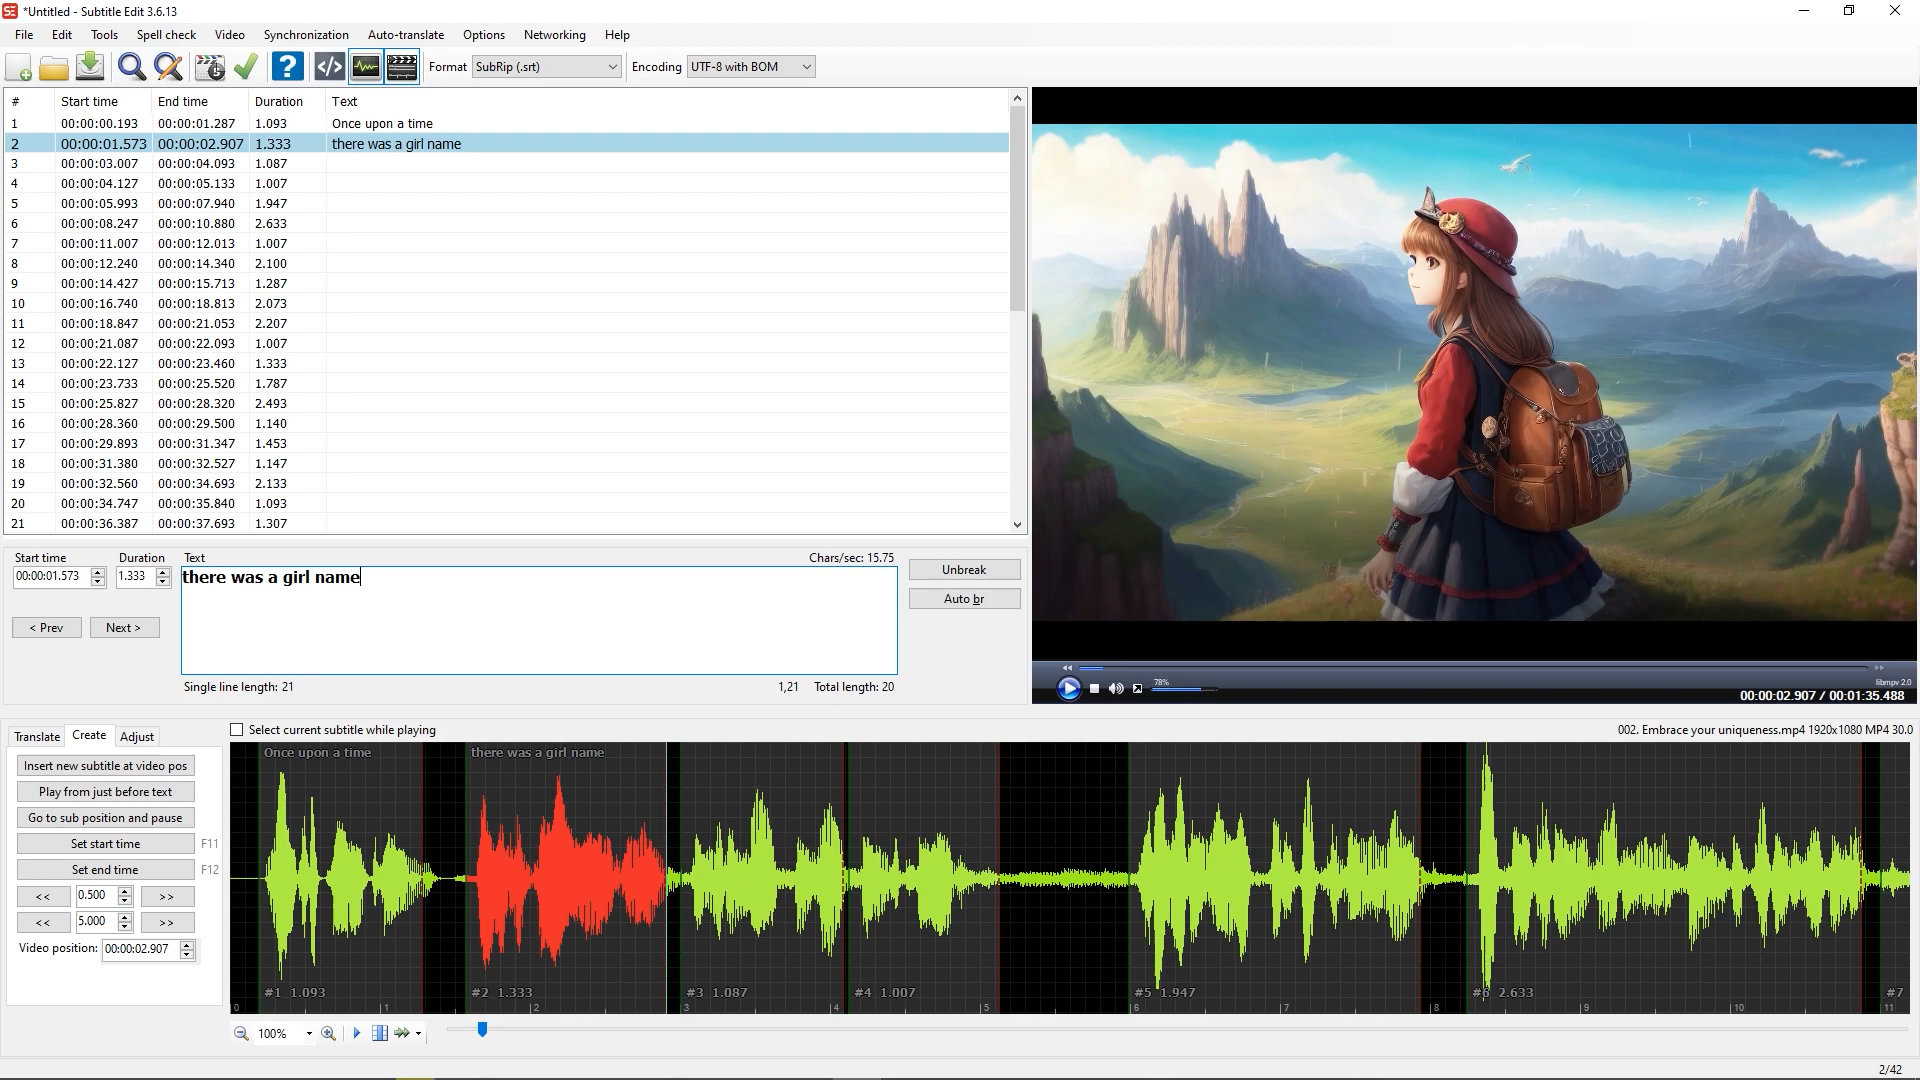 *Untitled - Subtitle Edit 3.6.13
File Edit Tools Spell check Video Synchronization Auto-translate Options Networking Help
Format SubRip (.srt) Encoding UTF-8 with BOM
# Start time End time Duration Text
1 00:00:00.193 00:00:01.287 1.093 Once upon a time
2 00:00:01.573 00:00:02.907 1.333 there was a girl name
3 00:00:03.007 00:00:04.093 1.087
4 00:00:04.127 00:00:05.133 1.007
5 00:00:05.993 00:00:07.940 1.947
6 00:00:08.247 00:00:10.880 2.633
7 00:00:11.007 00:00:12.013 1.007
8 00:00:12.240 00:00:14.340 2.100
9 00:00:14.427 00:00:15.713 1.287
10 00:00:16.740 00:00:18.813 2.073
11 00:00:18.847 00:00:21.053 2.207
12 00:00:21.087 00:00:22.093 1.007
13 00:00:22.127 00:00:23.460 1.333
14 00:00:23.733 00:00:25.520 1.787
15 00:00:25.827 00:00:28.320 2.493
16 00:00:28.360 00:00:29.500 1.140
17 00:00:29.893 00:00:31.347 1.453
18 00:00:31.380 00:00:32.527 1.147
19 00:00:32.560 00:00:34.693 2.133
20 00:00:34.747 00:00:35.840 1.093
21 00:00:36.387 00:00:37.693 1.307
Start time Duration Text Chars/sec: 15.75
00:00:01.573 1.333 there was a girl name
Unbreak
Auto br
< Prev Next >
Single line length: 21 1,21 Total length: 20
78%
libmpv 2.0
00:00:02.907 / 00:01:35.488
Translate Create Adjust
Select current subtitle while playing
002. Embrace your uniqueness.mp4 1920x1080 MP4 30.0
Insert new subtitle at video pos
Play from just before text
Go to sub position and pause
Set start time F11
Set end time F12
<< 0.500 >>
<< 5.000 >>
Video position: 00:00:02.907
Once upon a time there was a girl name
#1 1.093 #2 1.333 #3 1.087 #4 1.007 #5 1.947 #6 2.633 #7
0 1 2 3 4 5 6 7 8 9 10 11
100%
2/42